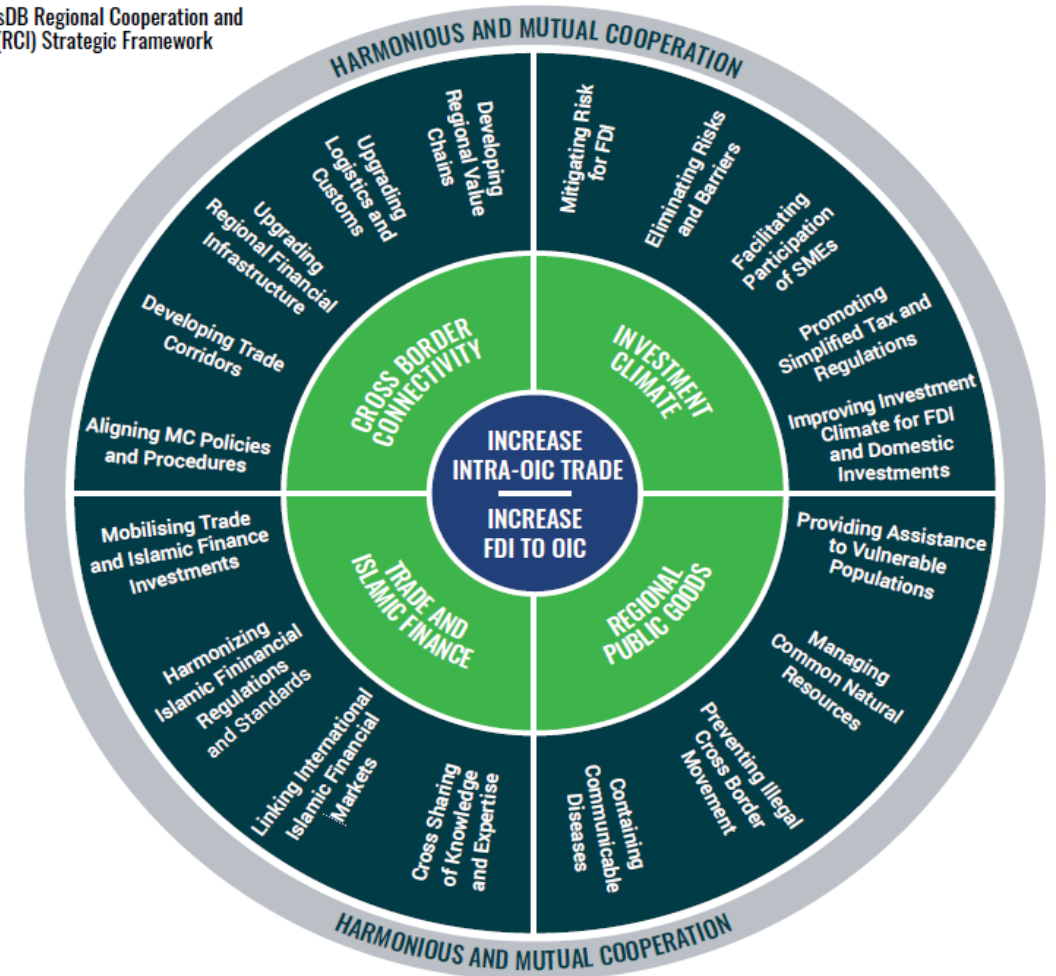 sDB Regional Cooperation and
(RCI) Strategic Framework
HARMONIOUS AND MUTUAL COOPERATION
Developing
Regional Value
Chains
Upgrading
Logistics and
Customs
Upgrading
Regional Financial
Infrastructure
Developing Trade
Corridors
Aligning MC Policies
and Procedures
Mitigating Risk
for FDI
Eliminating Risks
and Barriers
Facilitating
Participation
of SMEs
Promoting
Simplified Tax and
Regulations
Improving Investment
Climate for FDI
and Domestic
Investments
CROSS BORDER
CONNECTIVITY
INVESTMENT
CLIMATE
INCREASE
INTRA-OIC TRADE
INCREASE
FDI TO OIC
TRADE AND
ISLAMIC FINANCE
REGIONAL
PUBLIC GOODS
Mobilising Trade
and Islamic Finance
Investments
Harmonizing
Islamic Fininancial
Regulations
and Standards
Linking International
Islamic Financial
Markets
Cross Sharing
of Knowledge
and Expertise
Providing Assistance
to Vulnerable
Populations
Managing
Common Natural
Resources
Preventing Illegal
Cross Border
Movement
Containing
Communicable
Diseases
HARMONIOUS AND MUTUAL COOPERATION